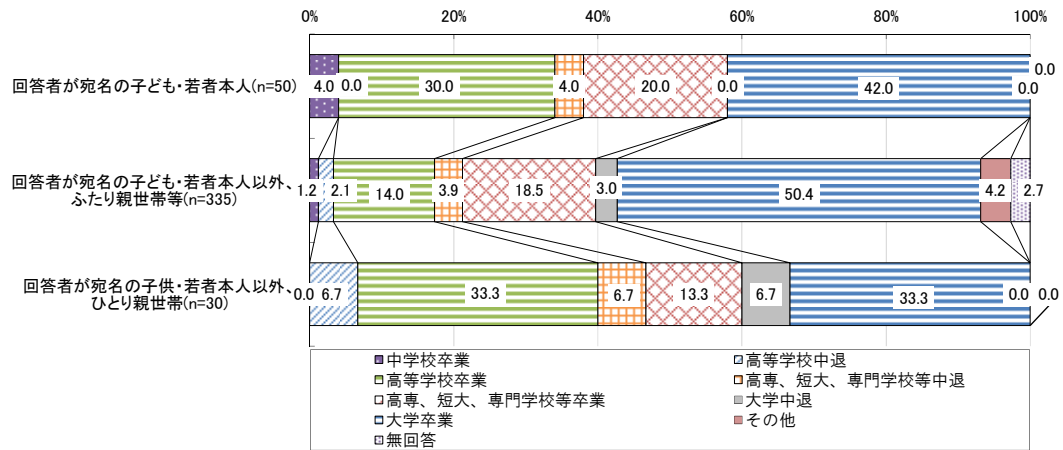 0% 20% 40% 60% 80% 100%
回答者が宛名の子ども・若者本人(n=50)
4.0 0.0 30.0 4.0 20.0 0.0 42.0 0.0 0.0
回答者が宛名の子ども・若者本人以外、
ふたり親世帯等(n=335)
1.2 2.1 14.0 3.9 18.5 3.0 50.4 4.2 2.7
回答者が宛名の子供・若者本人以外、
ひとり親世帯(n=30)
0.0 6.7 33.3 6.7 13.3 6.7 33.3 0.0 0.0
中学校卒業 高等学校中退
高等学校卒業 高専、短大、専門学校等中退
高専、短大、専門学校等卒業 大学中退
大学卒業 その他
無回答